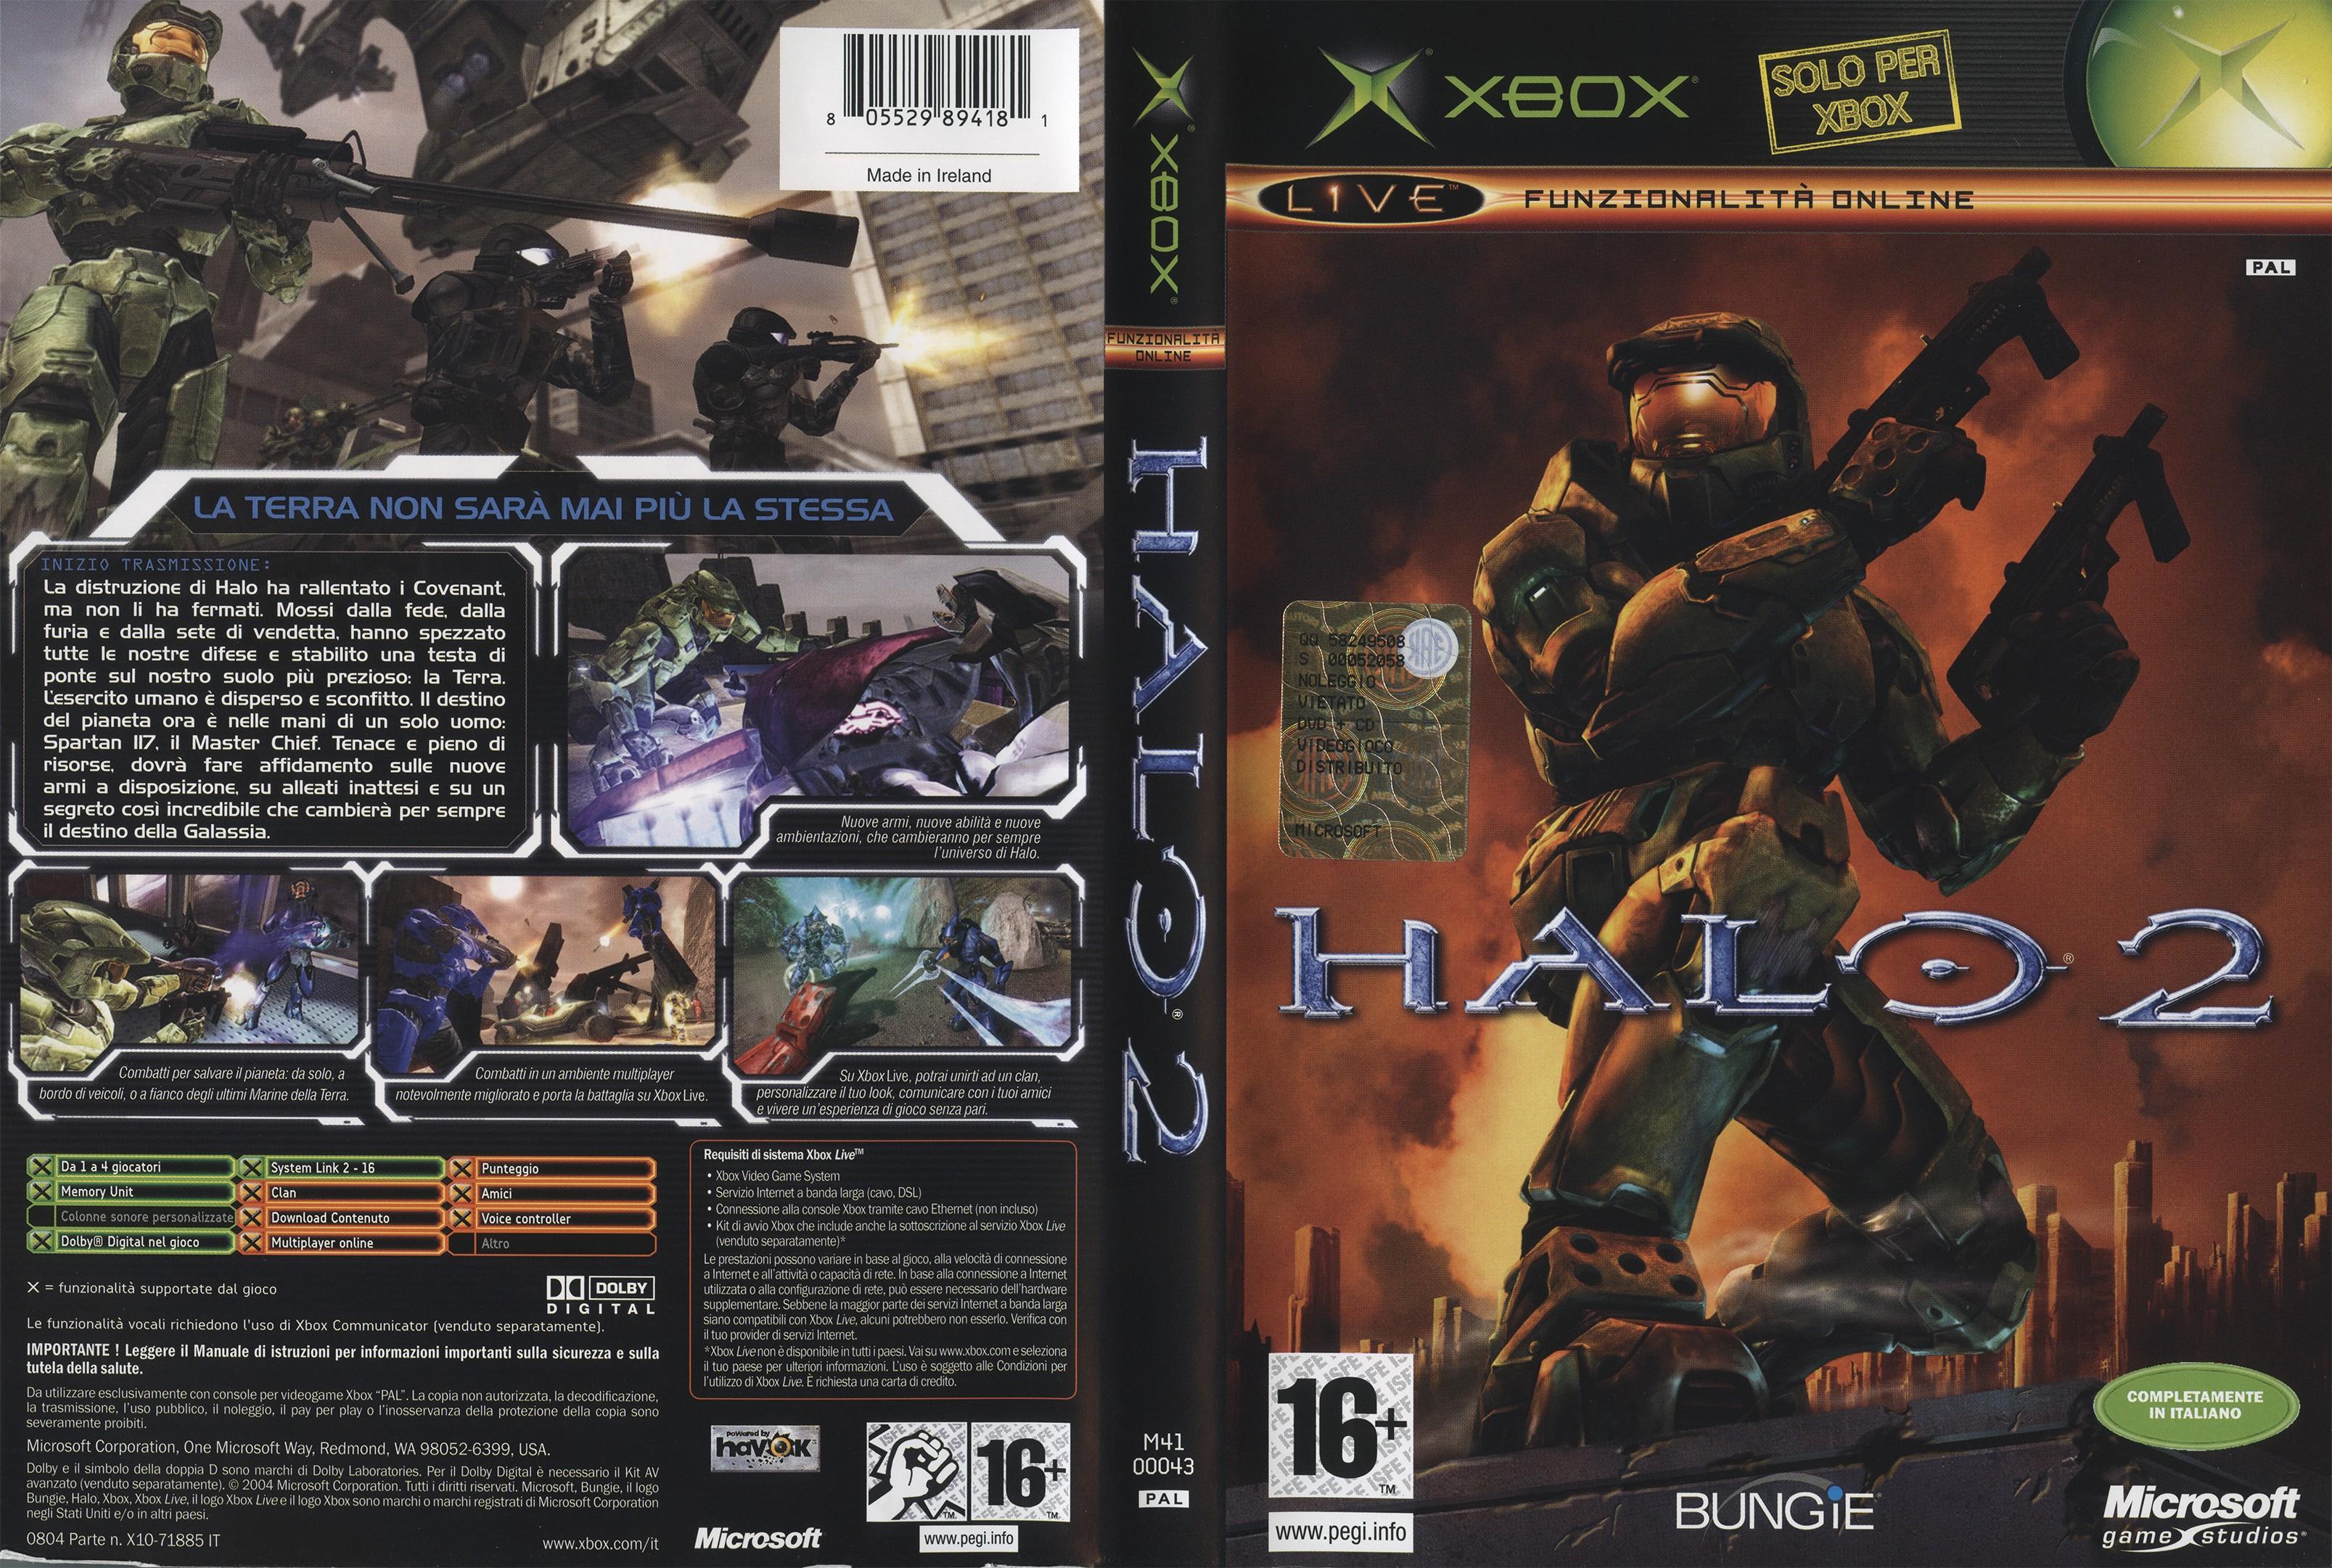 8 05529 89418 1
Made in Ireland
LA TERRA NON SARÀ MAI PIÙ LA STESSA
INIZIO TRASMISSIONE:
La distruzione di Halo ha rallentato i Covenant,
ma non li ha fermati. Mossi dalla fede, dalla
furia e dalla sete di vendetta, hanno spezzato
tutte le nostre difese e stabilito una testa di
ponte sul nostro suolo più prezioso: la Terra.
L'esercito umano è disperso e sconfitto. Il destino
del pianeta ora è nelle mani di un solo uomo:
Spartan 117, il Master Chief. Tenace e pieno di
risorse, dovrà fare affidamento sulle nuove
armi a disposizione, su alleati inattesi e su un
segreto così incredibile che cambierà per sempre
il destino della Galassia.
Nuove armi, nuove abilità e nuove
ambientazioni, che cambieranno per sempre
l'universo di Halo.
Combatti per salvare il pianeta: da solo, a
bordo di veicoli, o a fianco degli ultimi Marine della Terra.
Combatti in un ambiente multiplayer
notevolmente migliorato e porta la battaglia su Xbox Live.
Su Xbox Live, potrai unirti ad un clan,
personalizzare il tuo look, comunicare con i tuoi amici
e vivere un'esperienza di gioco senza pari.
Da 1 a 4 giocatori
System Link 2 - 16
Punteggio
Memory Unit
Clan
Amici
Colonne sonore personalizzate
Download Contenuto
Voice controller
Dolby® Digital nel gioco
Multiplayer online
Altro
X = funzionalità supportate dal gioco
DOLBY
DIGITAL
Le funzionalità vocali richiedono l'uso di Xbox Communicator (venduto separatamente).
IMPORTANTE ! Leggere il Manuale di istruzioni per informazioni importanti sulla sicurezza e sulla
tutela della salute.
Da utilizzare esclusivamente con console per videogame Xbox "PAL". La copia non autorizzata, la decodificazione,
la trasmissione, l'uso pubblico, il noleggio, il pay per play o l'inosservanza della protezione della copia sono
severamente proibiti.
Microsoft Corporation, One Microsoft Way, Redmond, WA 98052-6399, USA.
Dolby e il simbolo della doppia D sono marchi di Dolby Laboratories. Per il Dolby Digital è necessario il Kit AV
avanzato (venduto separatamente). © 2004 Microsoft Corporation. Tutti i diritti riservati. Microsoft, Bungie, il logo
Bungie, Halo, Xbox, Xbox Live, il logo Xbox Live e il logo Xbox sono marchi o marchi registrati di Microsoft Corporation
negli Stati Uniti e/o in altri paesi.
0804 Parte n. X10-71885 IT
www.xbox.com/it
Requisiti di sistema Xbox Live™
• Xbox Video Game System
• Servizio Internet a banda larga (cavo, DSL)
• Connessione alla console Xbox tramite cavo Ethernet (non incluso)
• Kit di avvio Xbox che include anche la sottoscrizione al servizio Xbox Live
(venduto separatamente)*
Le prestazioni possono variare in base al gioco, alla velocità di connessione
a Internet e all'attività o capacità di rete. In base alla connessione a Internet
utilizzata o alla configurazione di rete, può essere necessario dell'hardware
supplementare. Sebbene la maggior parte dei servizi Internet a banda larga
siano compatibili con Xbox Live, alcuni potrebbero non esserlo. Verifica con
il tuo provider di servizi Internet.
*Xbox Live non è disponibile in tutti i paesi. Vai su www.xbox.com e seleziona
il tuo paese per ulteriori informazioni. L'uso è soggetto alle Condizioni per
l'utilizzo di Xbox Live. È richiesta una carta di credito.
powered by
havok™
16+
™
™
Microsoft
www.pegi.info
XBOX®
FUNZIONALITÀ
ONLINE
HALO® 2
M41
00043
PAL
XBOX®
SOLO PER
XBOX
LIVE™
FUNZIONALITÀ ONLINE
PAL
QQ 58249508
S 00052058
NOLEGGIO
VIETATO
DVD + CD
VIDEOGIOCO
DISTRIBUITO
MICROSOFT
HALO® 2
16+
™
www.pegi.info
BUNGIE®
COMPLETAMENTE
IN ITALIANO
Microsoft
game studios®